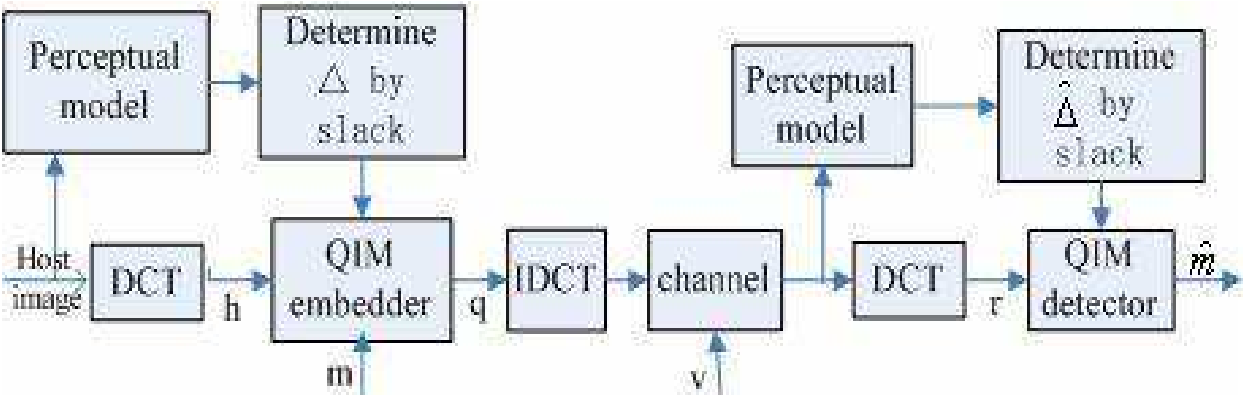 Perceptual
model
Determine
△ by
slack
Perceptual
model
Determine
Δ̂ by
slack
Host
image
DCT
h
QIM
embedder
q
IDCT
channel
DCT
r
QIM
detector
m̂
m
v